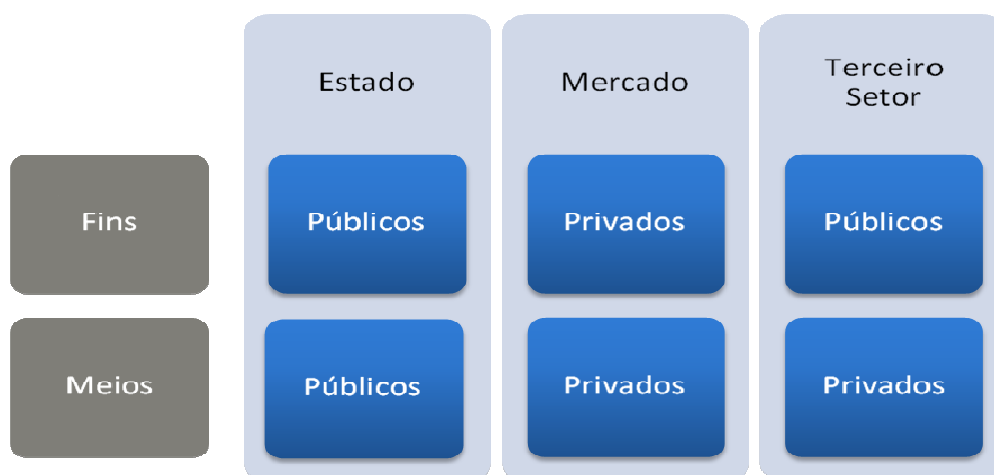 Estado
Mercado
Terceiro
Setor
Fins
Públicos
Privados
Públicos
Meios
Públicos
Privados
Privados